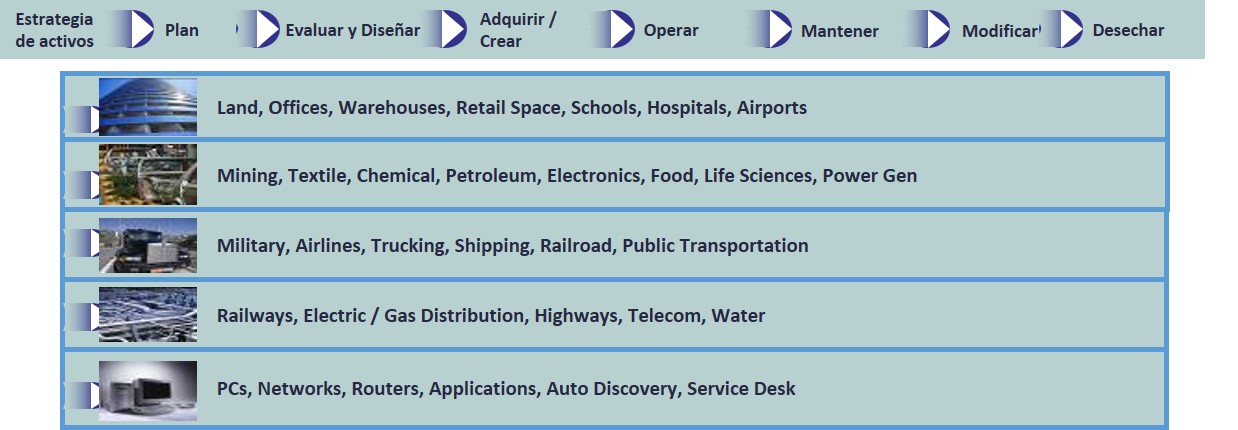 Estrategia
de activos
Plan
Evaluar y Diseñar
Adquirir /
Crear
Operar
Mantener
Modificar
Desechar
Land, Offices, Warehouses, Retail Space, Schools, Hospitals, Airports
Mining, Textile, Chemical, Petroleum, Electronics, Food, Life Sciences, Power Gen
Military, Airlines, Trucking, Shipping, Railroad, Public Transportation
Railways, Electric / Gas Distribution, Highways, Telecom, Water
PCs, Networks, Routers, Applications, Auto Discovery, Service Desk